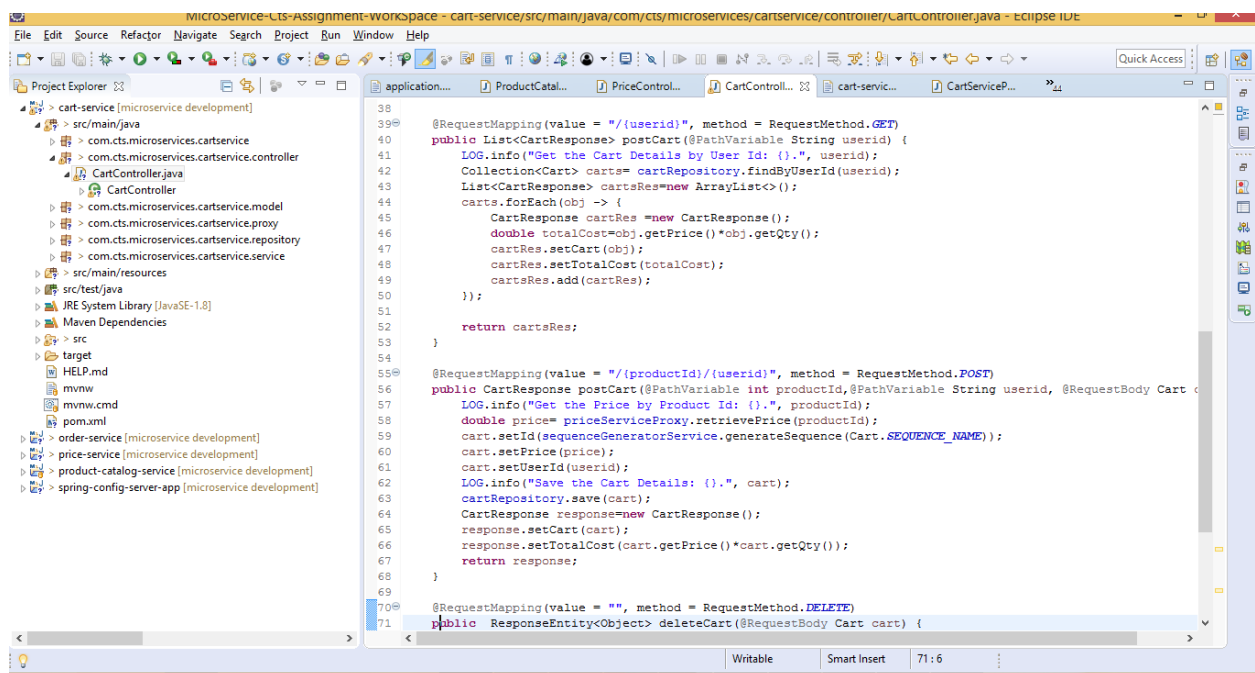 MicroService-Cts-Assignment-WorkSpace - cart-service/src/main/java/com/cts/microservices/cartservice/controller/CartController.java - Eclipse IDE
File Edit Source Refactor Navigate Search Project Run Window Help
Quick Access
Project Explorer
> cart-service [microservice development]
> src/main/java
> com.cts.microservices.cartservice
> com.cts.microservices.cartservice.controller
> CartController.java
> CartController
> com.cts.microservices.cartservice.model
> com.cts.microservices.cartservice.proxy
> com.cts.microservices.cartservice.repository
> com.cts.microservices.cartservice.service
> src/main/resources
src/test/java
JRE System Library [JavaSE-1.8]
Maven Dependencies
> src
target
HELP.md
mvnw
mvnw.cmd
pom.xml
> order-service [microservice development]
> price-service [microservice development]
> product-catalog-service [microservice development]
> spring-config-server-app [microservice development]
application.... ProductCatal... PriceControl... CartControll... cart-servic... CartServiceP... »44
38
39 @RequestMapping(value = "/{userid}", method = RequestMethod.GET)
40 public List<CartResponse> postCart(@PathVariable String userid) {
41 LOG.info("Get the Cart Details by User Id: {}.", userid);
42 Collection<Cart> carts= cartRepository.findByUserId(userid);
43 List<CartResponse> cartsRes=new ArrayList<>();
44 carts.forEach(obj -> {
45 CartResponse cartRes =new CartResponse();
46 double totalCost=obj.getPrice()*obj.getQty();
47 cartRes.setCart(obj);
48 cartRes.setTotalCost(totalCost);
49 cartsRes.add(cartRes);
50 });
51
52 return cartsRes;
53 }
54
55 @RequestMapping(value = "/{productId}/{userid}", method = RequestMethod.POST)
56 public CartResponse postCart(@PathVariable int productId,@PathVariable String userid, @RequestBody Cart c
57 LOG.info("Get the Price by Product Id: {}.", productId);
58 double price= priceServiceProxy.retrievePrice(productId);
59 cart.setId(sequenceGeneratorService.generateSequence(Cart.SEQUENCE_NAME));
60 cart.setPrice(price);
61 cart.setUserId(userid);
62 LOG.info("Save the Cart Details: {}.", cart);
63 cartRepository.save(cart);
64 CartResponse response=new CartResponse();
65 response.setCart(cart);
66 response.setTotalCost(cart.getPrice()*cart.getQty());
67 return response;
68 }
69
70 @RequestMapping(value = "", method = RequestMethod.DELETE)
71 public ResponseEntity<Object> deleteCart(@RequestBody Cart cart) {
Writable Smart Insert 71 : 6